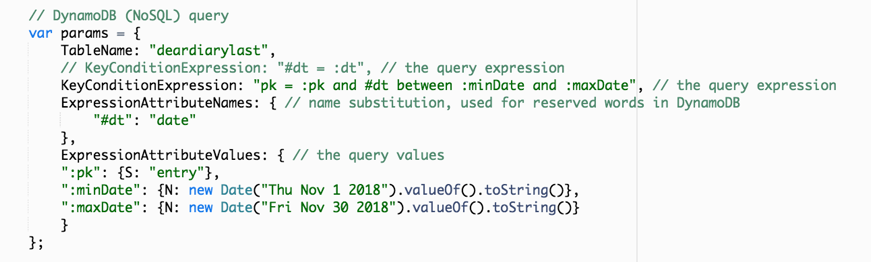 // DynamoDB (NoSQL) query
var params = {
TableName: "deardiarylast",
// KeyConditionExpression: "#dt = :dt", // the query expression
KeyConditionExpression: "pk = :pk and #dt between :minDate and :maxDate", // the query expression
ExpressionAttributeNames: { // name substitution, used for reserved words in DynamoDB
"#dt": "date"
},
ExpressionAttributeValues: { // the query values
":pk": {S: "entry"},
":minDate": {N: new Date("Thu Nov 1 2018").valueOf().toString()},
":maxDate": {N: new Date("Fri Nov 30 2018").valueOf().toString()}
}
};